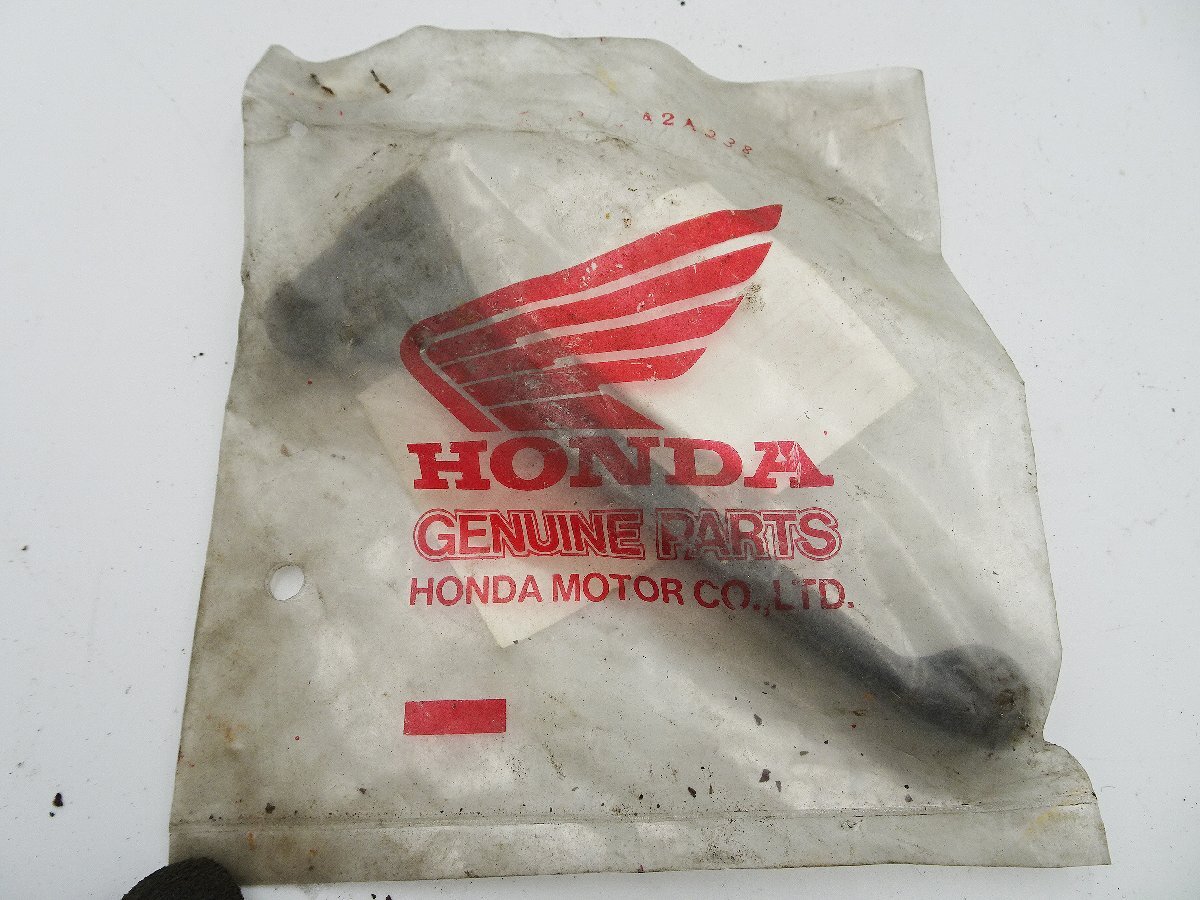 HONDA
GENUINE PARTS
HONDA MOTOR CO.,LTD.